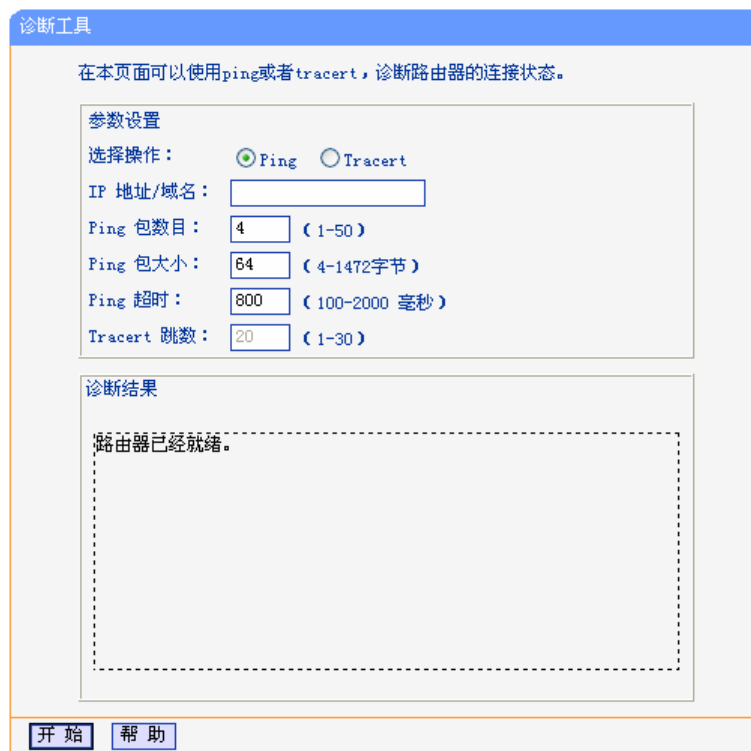 诊断工具
在本页面可以使用ping或者tracert，诊断路由器的连接状态。
参数设置
选择操作： Ping Tracert
IP 地址/域名：
Ping 包数目： 4 （1-50）
Ping 包大小： 64 （4-1472字节）
Ping 超时： 800 （100-2000 毫秒）
Tracert 跳数： 20 （1-30）
诊断结果
路由器已经就绪。
开 始 帮 助